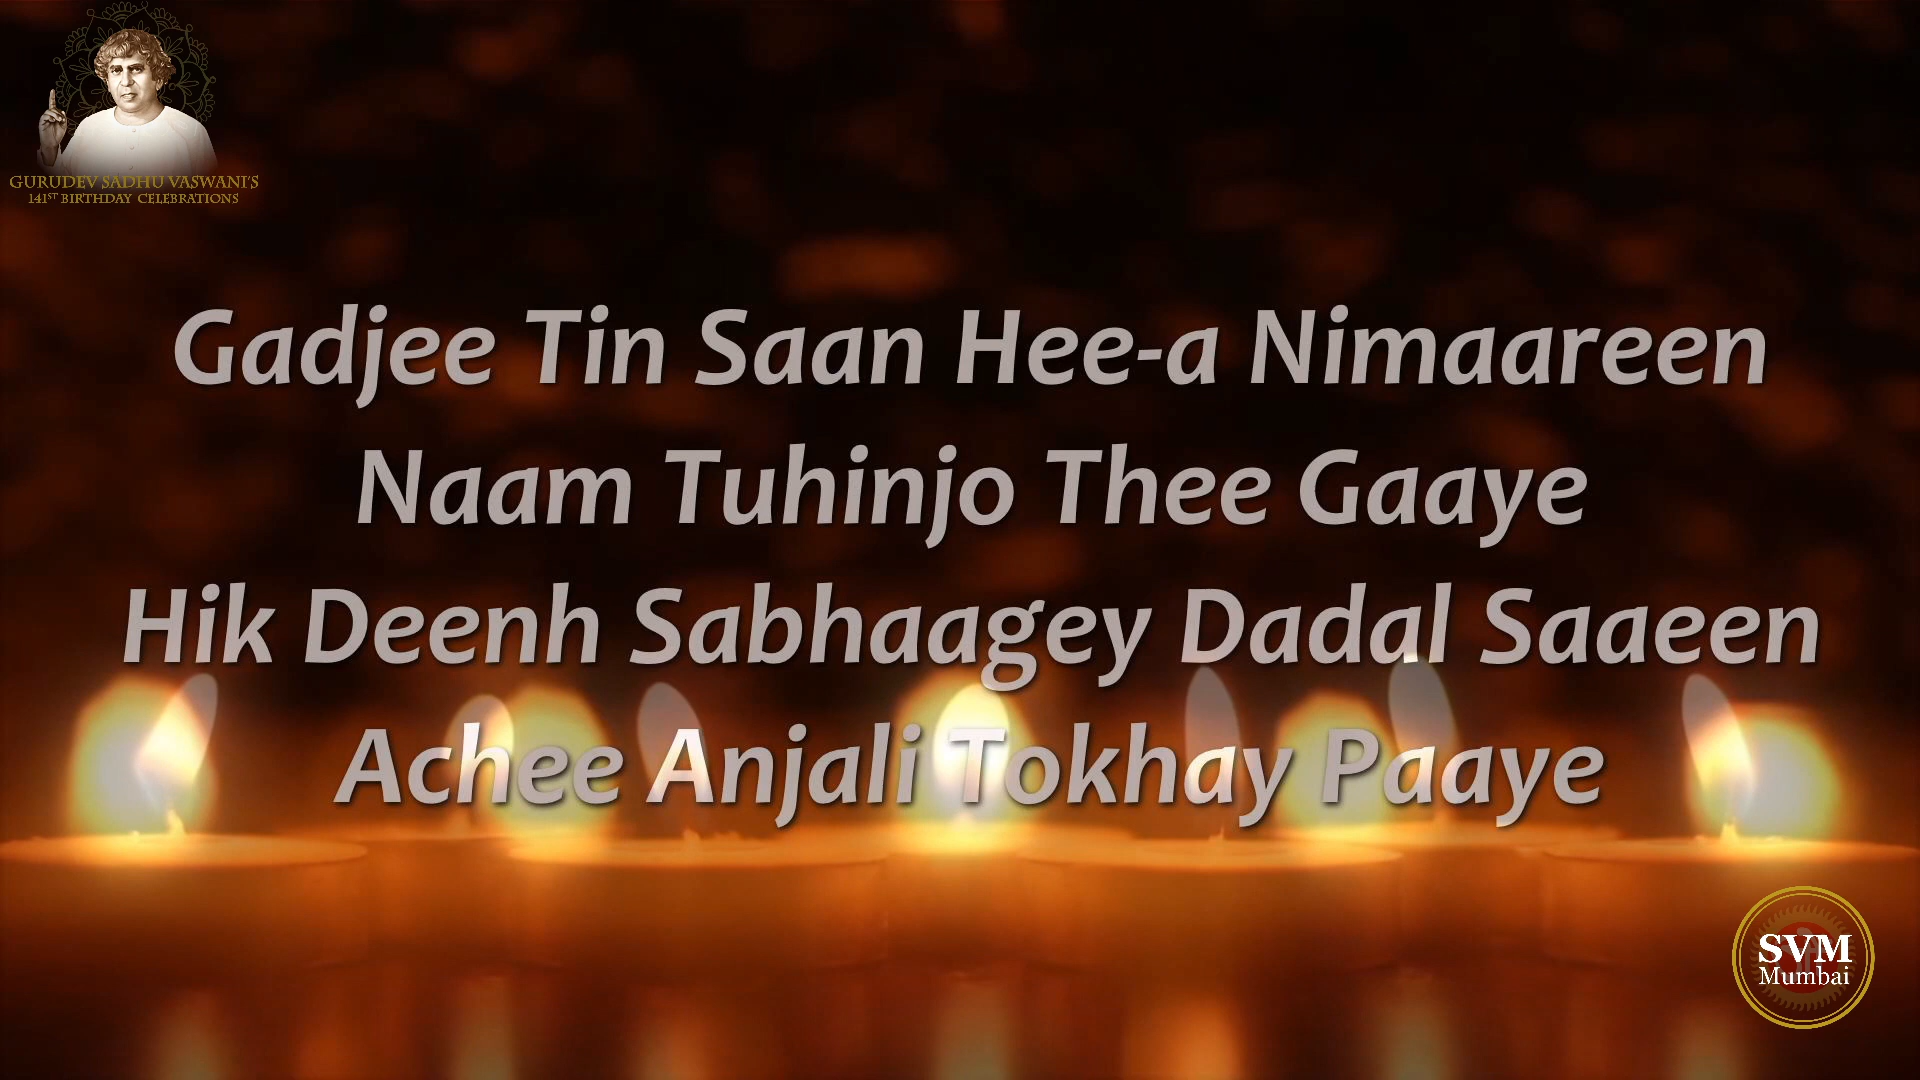 GURUDEV SADHU VASWANI'S
141ST BIRTHDAY CELEBRATIONS
Gadjee Tin Saan Hee-a Nimaareen
Naam Tuhinjo Thee Gaaye
Hik Deenh Sabhaagey Dadal Saaeen
Achee Anjali Tokhay Paaye
SVM
Mumbai